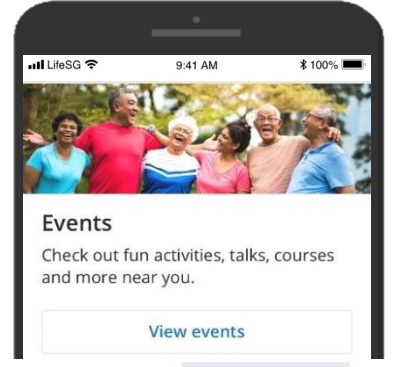 LifeSG 9:41 AM 100%
Events
Check out fun activities, talks, courses
and more near you.
View events